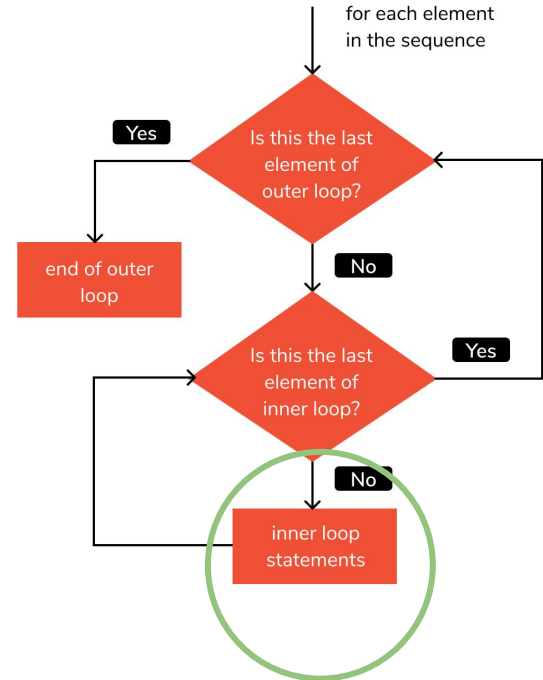 for each element
in the sequence
Yes
Is this the last
element of
outer loop?
end of outer
loop
No
Is this the last
element of
inner loop?
Yes
No
inner loop
statements